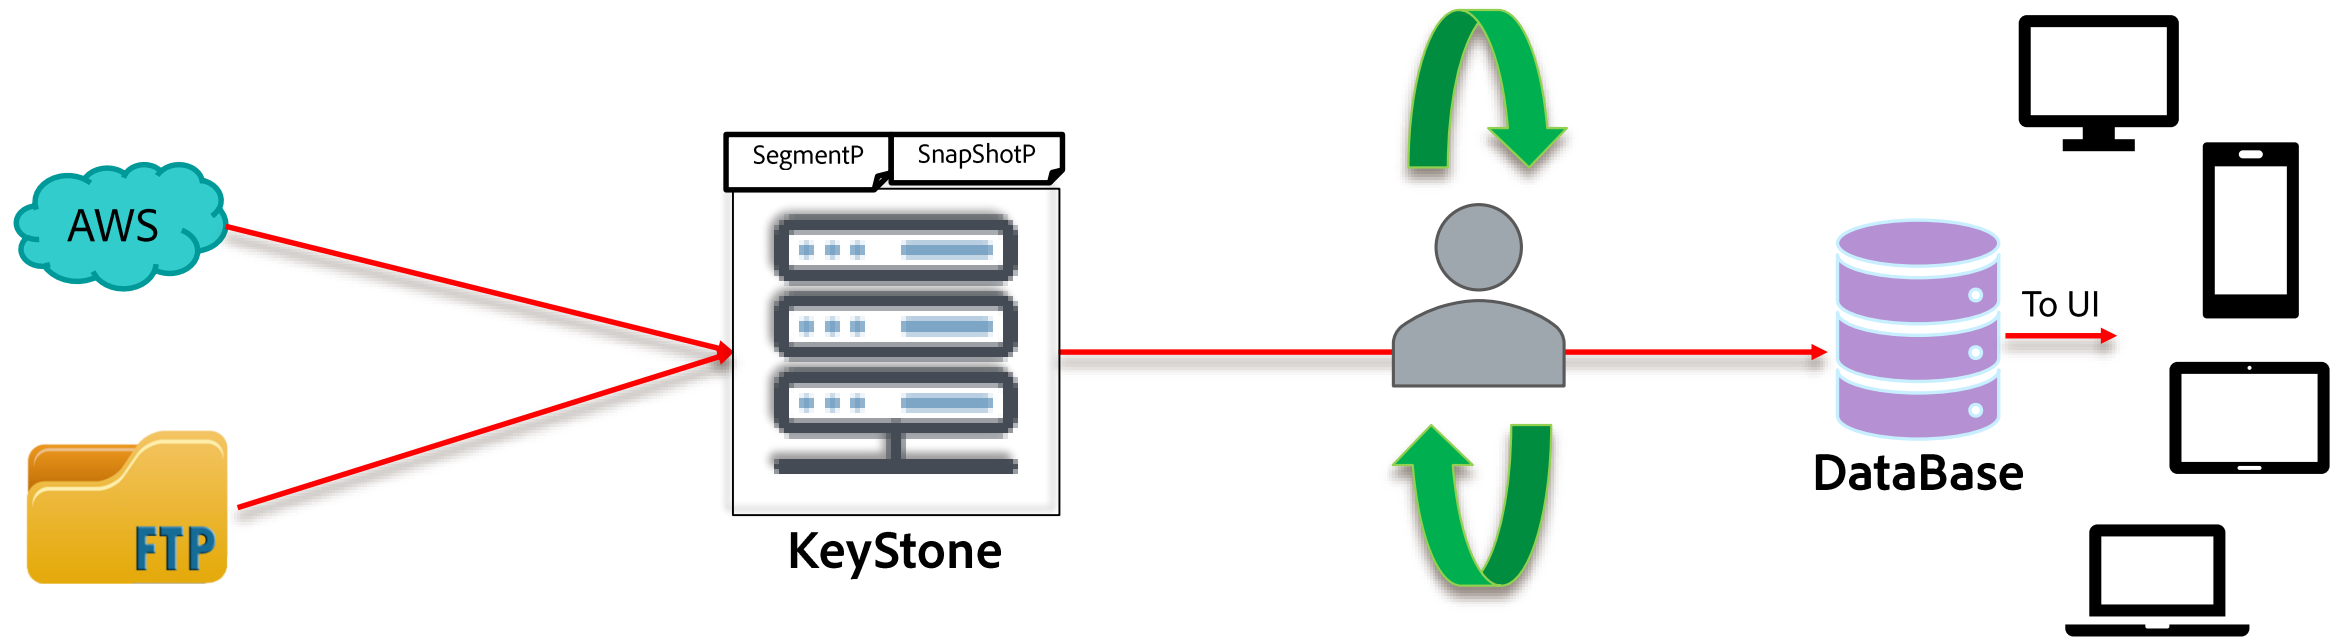 AWS
FTP
SegmentP
SnapShotP
KeyStone
DataBase
To UI